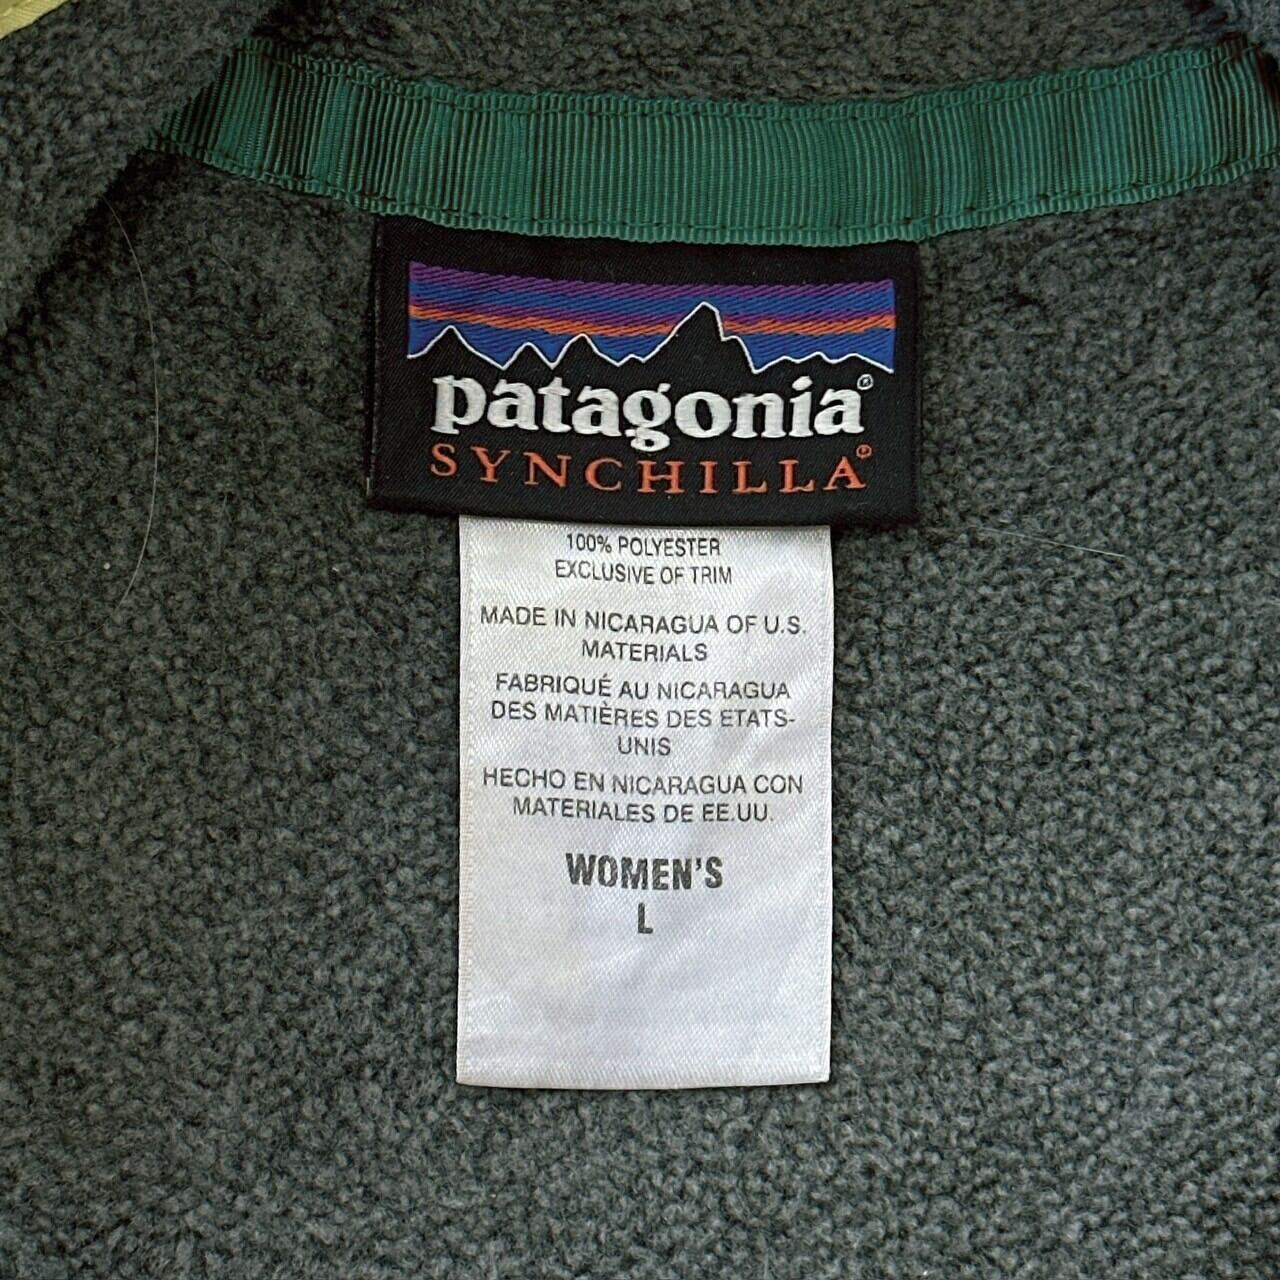 patagonia®
SYNCHILLA®
100% POLYESTER
EXCLUSIVE OF TRIM
MADE IN NICARAGUA OF U.S.
MATERIALS
FABRIQUÉ AU NICARAGUA
DES MATIÈRES DES ETATS-
UNIS
HECHO EN NICARAGUA CON
MATERIALES DE EE.UU.
WOMEN'S
L